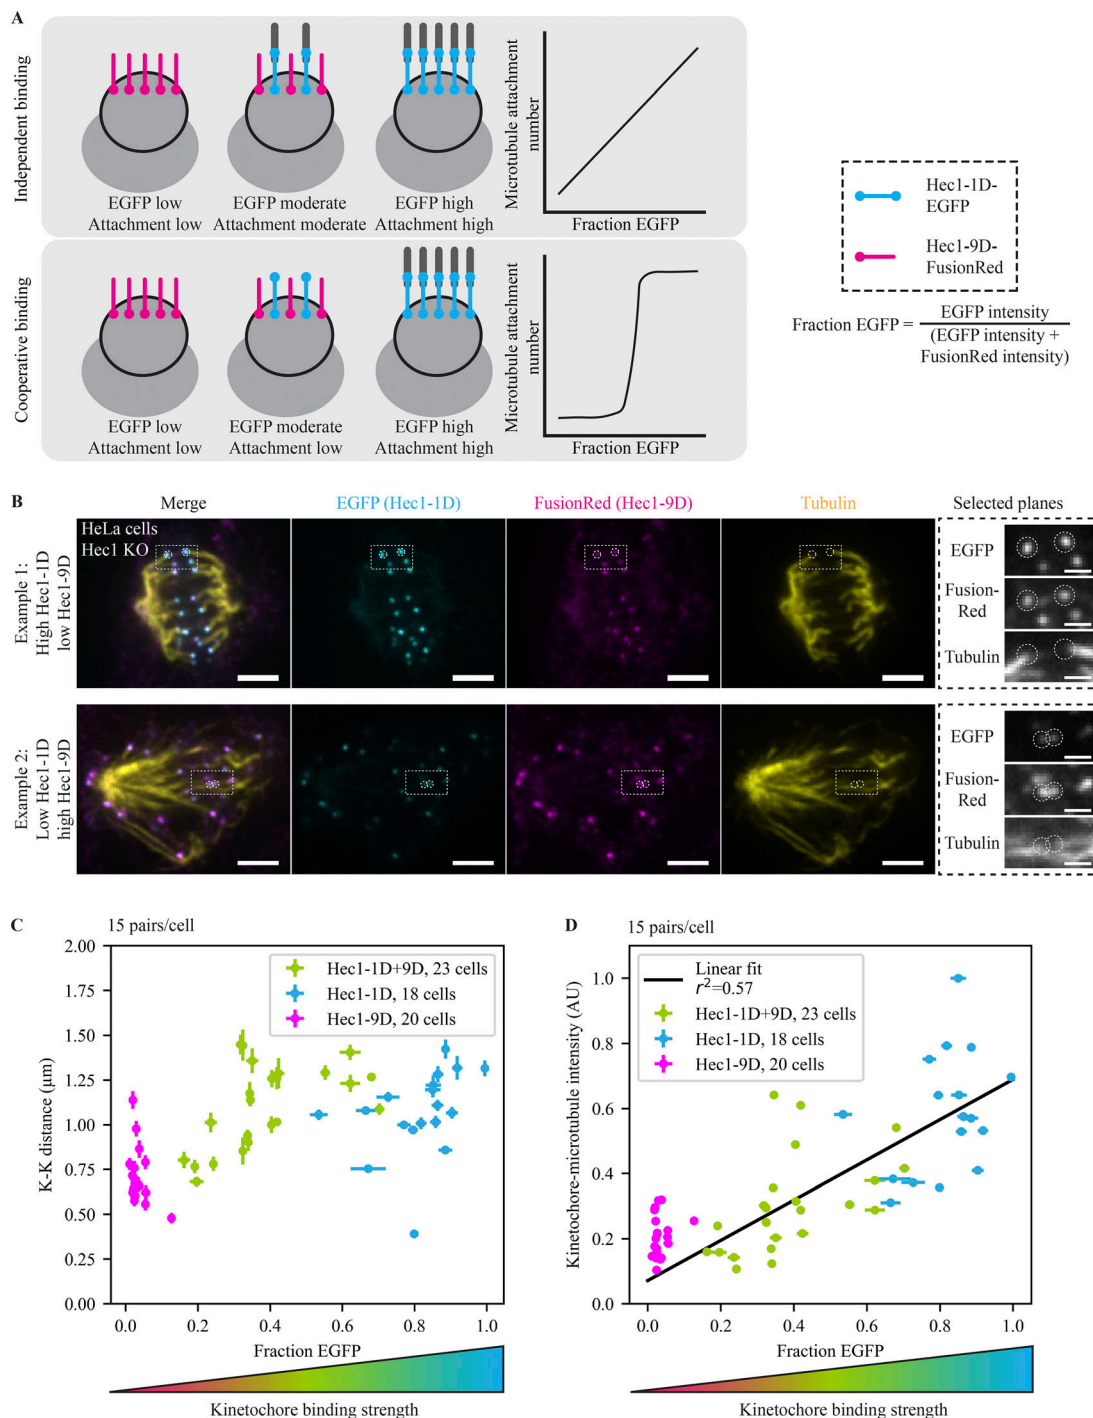 A
Independent binding
EGFP low
Attachment low
EGFP moderate
Attachment moderate
EGFP high
Attachment high
Microtubule attachment
number
Fraction EGFP
Cooperative binding
EGFP low
Attachment low
EGFP moderate
Attachment low
EGFP high
Attachment high
Microtubule attachment
number
Fraction EGFP
Hec1-1D-
EGFP
Hec1-9D-
FusionRed
Fraction EGFP = EGFP intensity
(EGFP intensity +
FusionRed intensity)
B
Merge
EGFP (Hec1-1D)
FusionRed (Hec1-9D)
Tubulin
Selected planes
Example 1:
High Hec1-1D
low Hec1-9D
HeLa cells
Hec1 KO
EGFP
Fusion-
Red
Tubulin
Example 2:
Low Hec1-1D
high Hec1-9D
EGFP
Fusion-
Red
Tubulin
C
15 pairs/cell
K-K distance (μm)
2.00
1.75
1.50
1.25
1.00
0.75
0.50
0.25
0.00
Hec1-1D+9D, 23 cells
Hec1-1D, 18 cells
Hec1-9D, 20 cells
0.0 0.2 0.4 0.6 0.8 1.0
Fraction EGFP
Kinetochore binding strength
D
15 pairs/cell
Kinetochore-microtubule intensity (AU)
1.0
0.8
0.6
0.4
0.2
0.0
Linear fit
r²=0.57
Hec1-1D+9D, 23 cells
Hec1-1D, 18 cells
Hec1-9D, 20 cells
0.0 0.2 0.4 0.6 0.8 1.0
Fraction EGFP
Kinetochore binding strength